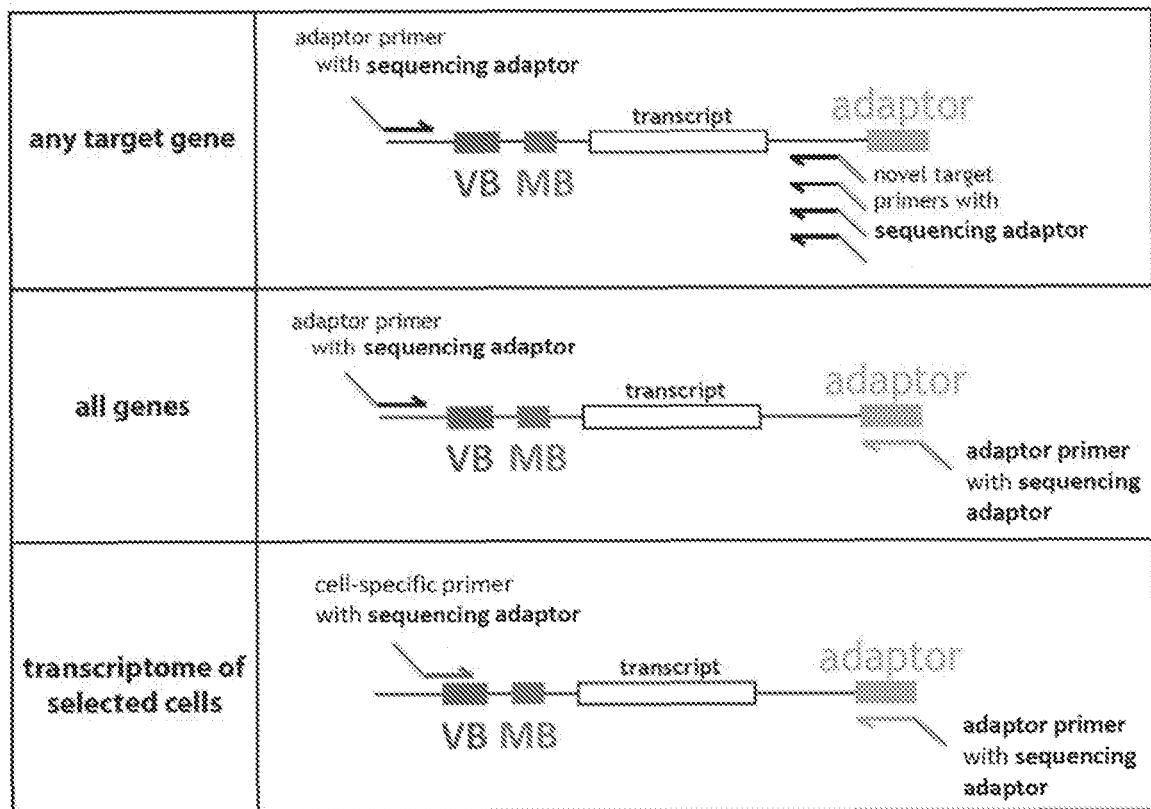 any target gene
adaptor primer
with sequencing adaptor
transcript
adaptor
VB MB
novel target
primers with
sequencing adaptor
all genes
adaptor primer
with sequencing adaptor
transcript
adaptor
VB MB
adaptor primer
with sequencing
adaptor
transcriptome of
selected cells
cell-specific primer
with sequencing adaptor
transcript
adaptor
VB MB
adaptor primer
with sequencing
adaptor